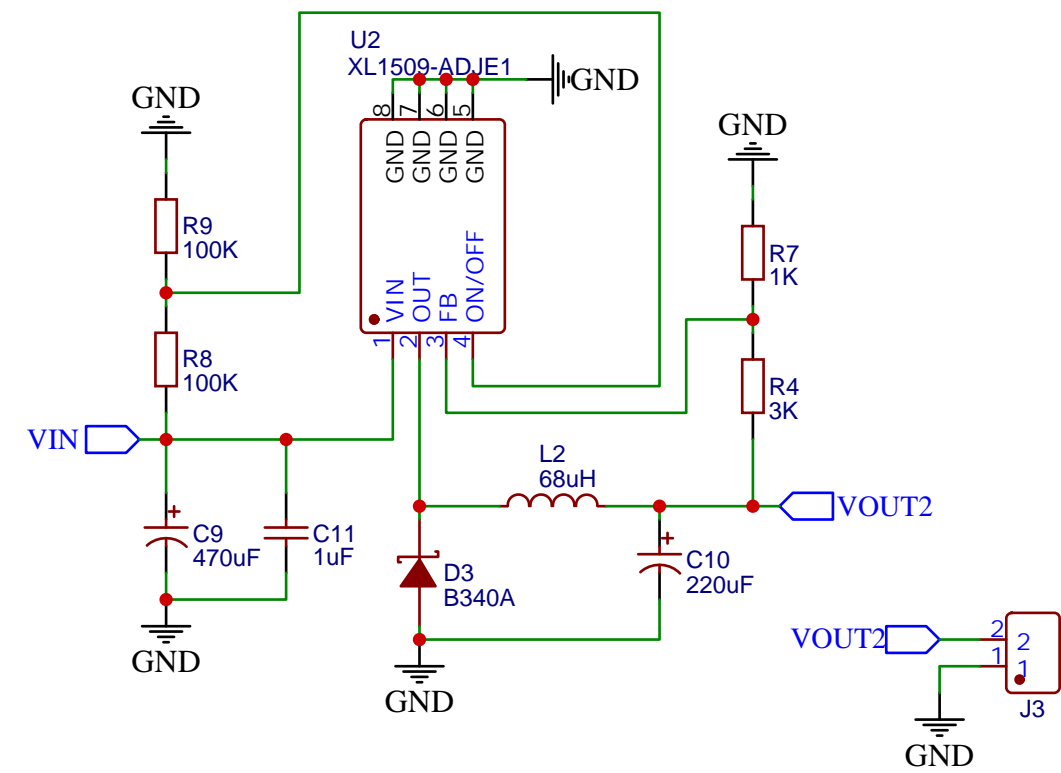 U2
XL1509-ADJE1
GND
GND
GND
8
7
6
5
GND
GND
GND
GND
R9
100K
R7
1K
VIN
OUT
FB
ON/OFF
1
2
3
4
R8
100K
R4
3K
VIN
L2
68uH
VOUT2
+
C9
470uF
C11
1uF
+
C10
220uF
D3
B340A
VOUT2
2
2
1
1
J3
GND
GND
GND